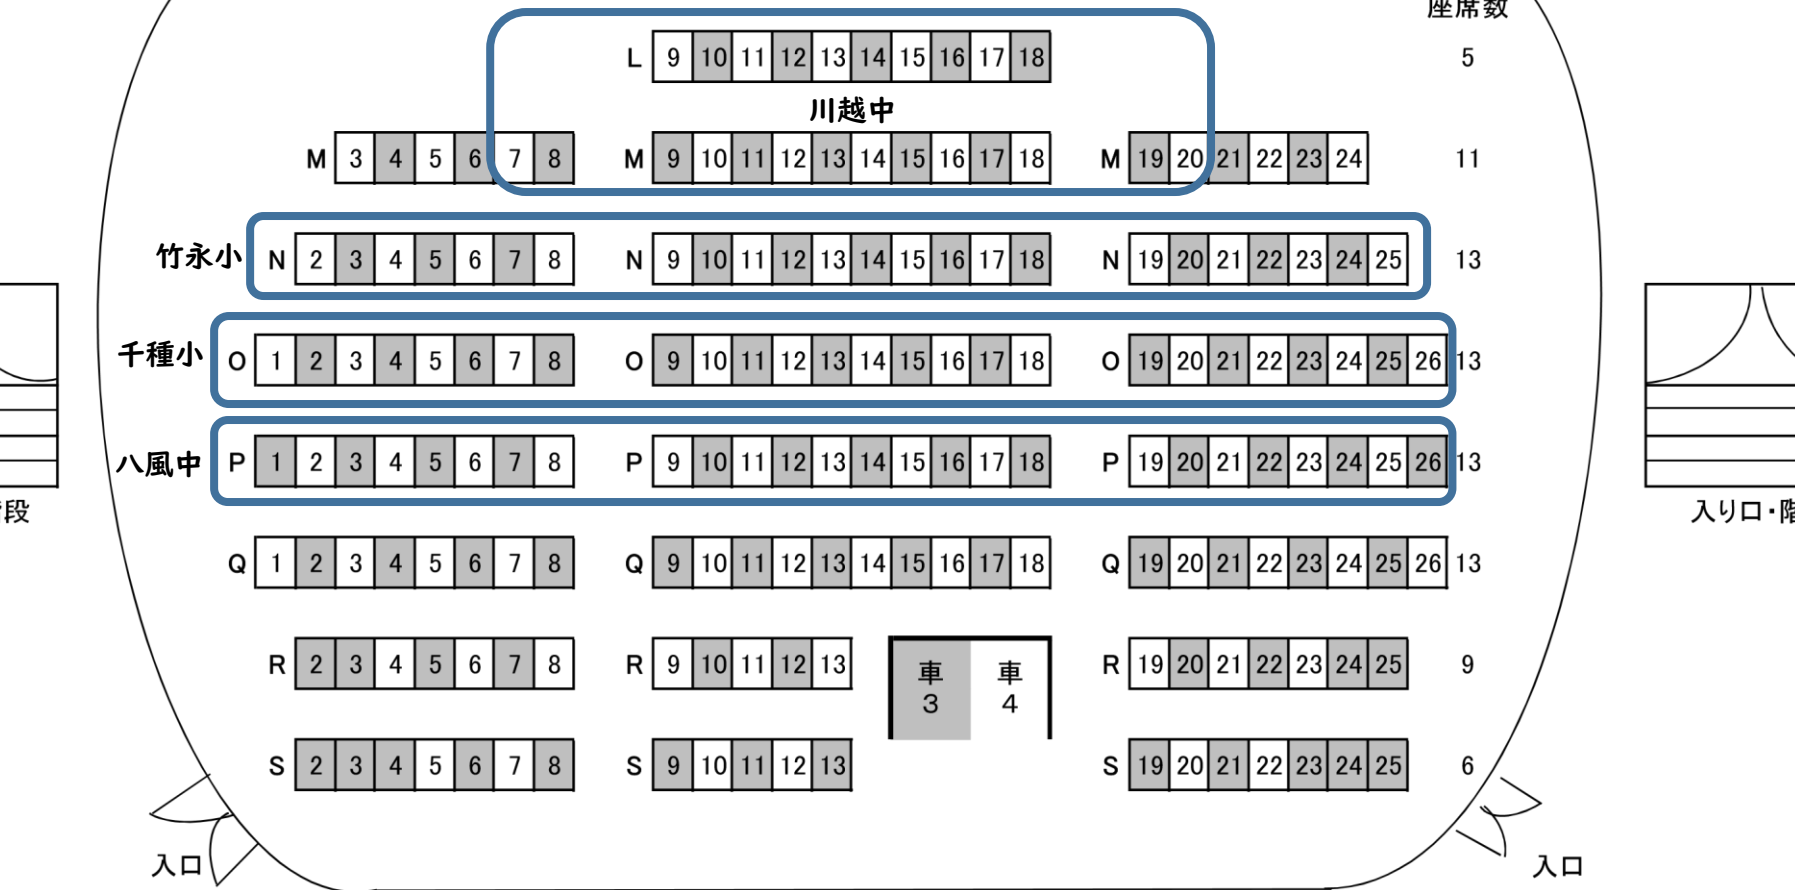 座席数
L 9 10 11 12 13 14 15 16 17 18 5
川越中
M 3 4 5 6 7 8 M 9 10 11 12 13 14 15 16 17 18 M 19 20 21 22 23 24 11
竹永小 N 2 3 4 5 6 7 8 N 9 10 11 12 13 14 15 16 17 18 N 19 20 21 22 23 24 25 13
千種小 O 1 2 3 4 5 6 7 8 O 9 10 11 12 13 14 15 16 17 18 O 19 20 21 22 23 24 25 26 13
八風中 P 1 2 3 4 5 6 7 8 P 9 10 11 12 13 14 15 16 17 18 P 19 20 21 22 23 24 25 26 13
段
入り口・階
Q 1 2 3 4 5 6 7 8 Q 9 10 11 12 13 14 15 16 17 18 Q 19 20 21 22 23 24 25 26 13
R 2 3 4 5 6 7 8 R 9 10 11 12 13 車 車 R 19 20 21 22 23 24 25 9
3 4
S 2 3 4 5 6 7 8 S 9 10 11 12 13 S 19 20 21 22 23 24 25 6
入口
入口